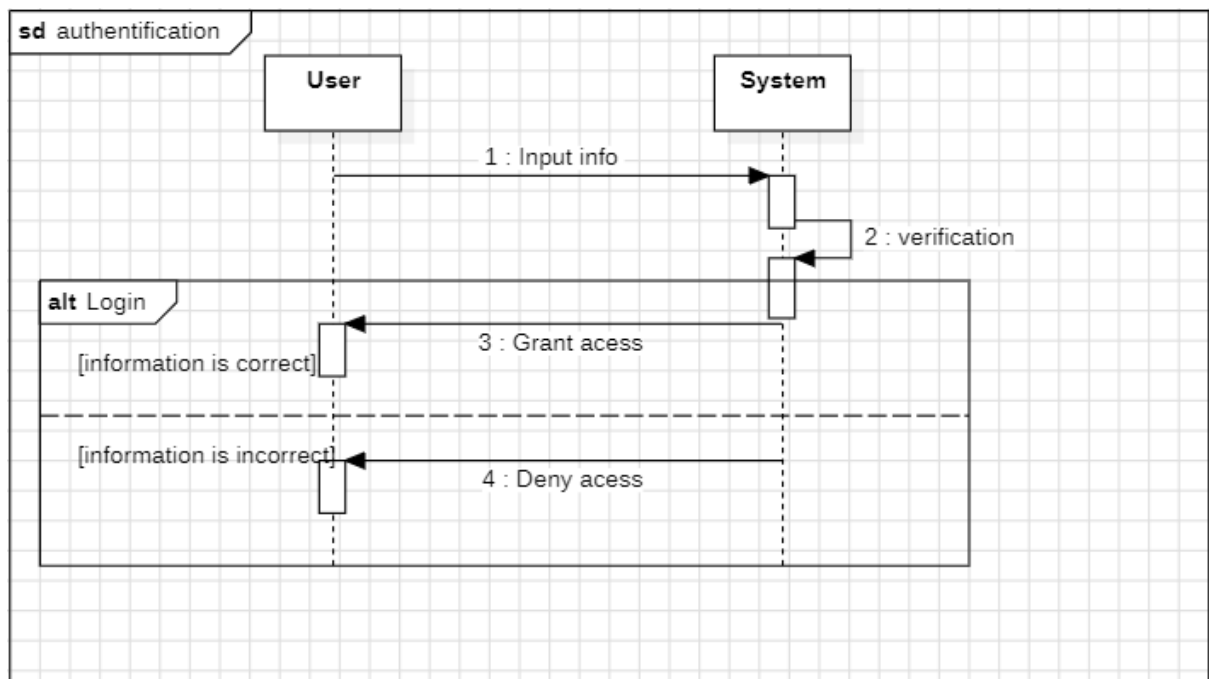 sd authentification
User
System
1 : Input info
2 : verification
alt Login
3 : Grant acess
[information is correct]
[information is incorrect]
4 : Deny acess